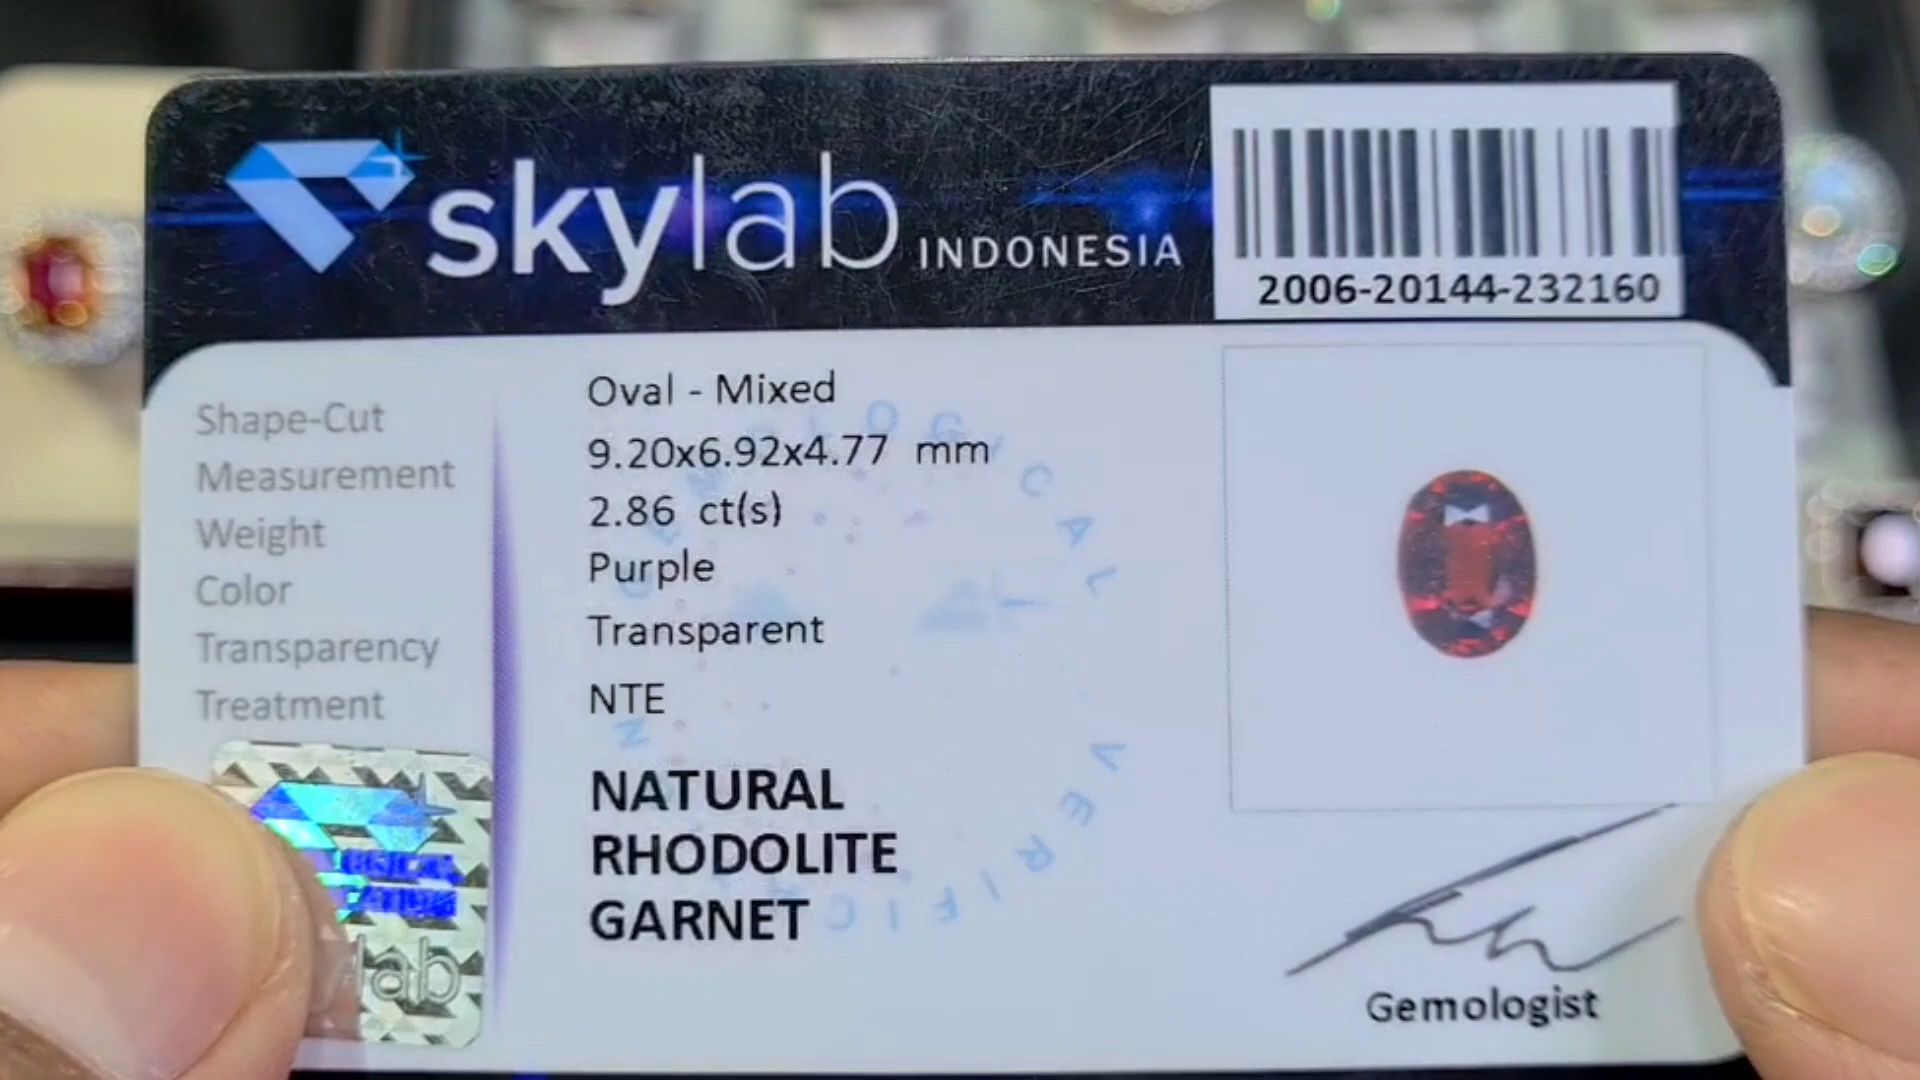 skylab INDONESIA
2006-20144-232160
Shape-Cut Oval - Mixed
Measurement 9.20x6.92x4.77 mm
Weight 2.86 ct(s)
Color Purple
Transparency Transparent
Treatment NTE
NATURAL
RHODOLITE
GARNET
lab
Gemologist